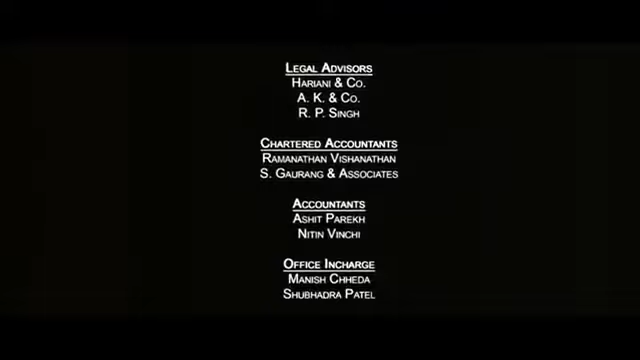 LEGAL ADVISORS
HARIANI & CO.
A. K. & CO.
R. P. SINGH
CHARTERED ACCOUNTANTS
RAMANATHAN VISHANATHAN
S. GAURANG & ASSOCIATES
ACCOUNTANTS
ASHIT PAREKH
NITIN VINCHI
OFFICE INCHARGE
MANISH CHHEDA
SHUBHADRA PATEL